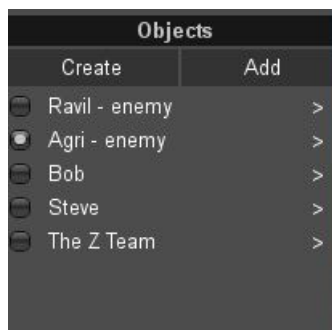 Objects
Create Add
Ravil - enemy >
Agri - enemy >
Bob >
Steve >
The Z Team >